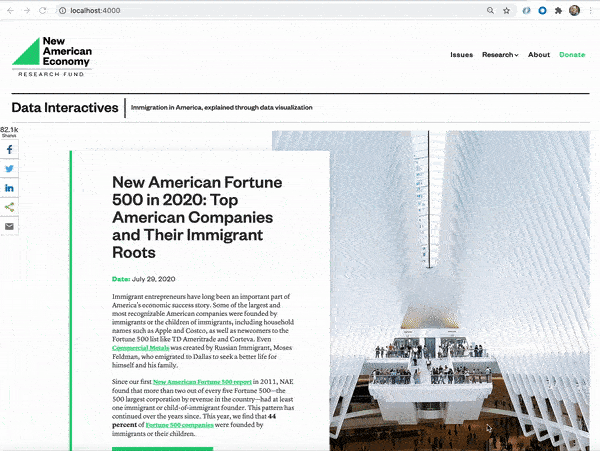 localhost:4000
New
American
Economy
RESEARCH FUND
Issues Research About Donate
Data Interactives Immigration in America, explained through data visualization
82.1k
Shares
New American Fortune
500 in 2020: Top
American Companies
and Their Immigrant
Roots
Data: July 29, 2020
Immigrant entrepreneurs have long been an important part of
America's economic success story. Some of the largest and
most recognizable American companies were founded by
immigrants or the children of immigrants, including household
names such as Apple and Costco, as well as newcomers to the
Fortune 500 list like TD Ameritrade and Corteva. Even
Commercial Metals was created by Russian Immigrant, Moses
Feldman, who emigrated to Dallas to seek a better life for
himself and his family.
Since our first New American Fortune 500 report in 2011, NAE
found that more than two out of every five Fortune 500—the
500 largest corporation by revenue in the country—had at least
one immigrant or child-of-immigrant founder. This pattern has
continued over the years since. This year, we find that 44
percent of Fortune 500 companies were founded by
immigrants or their children.